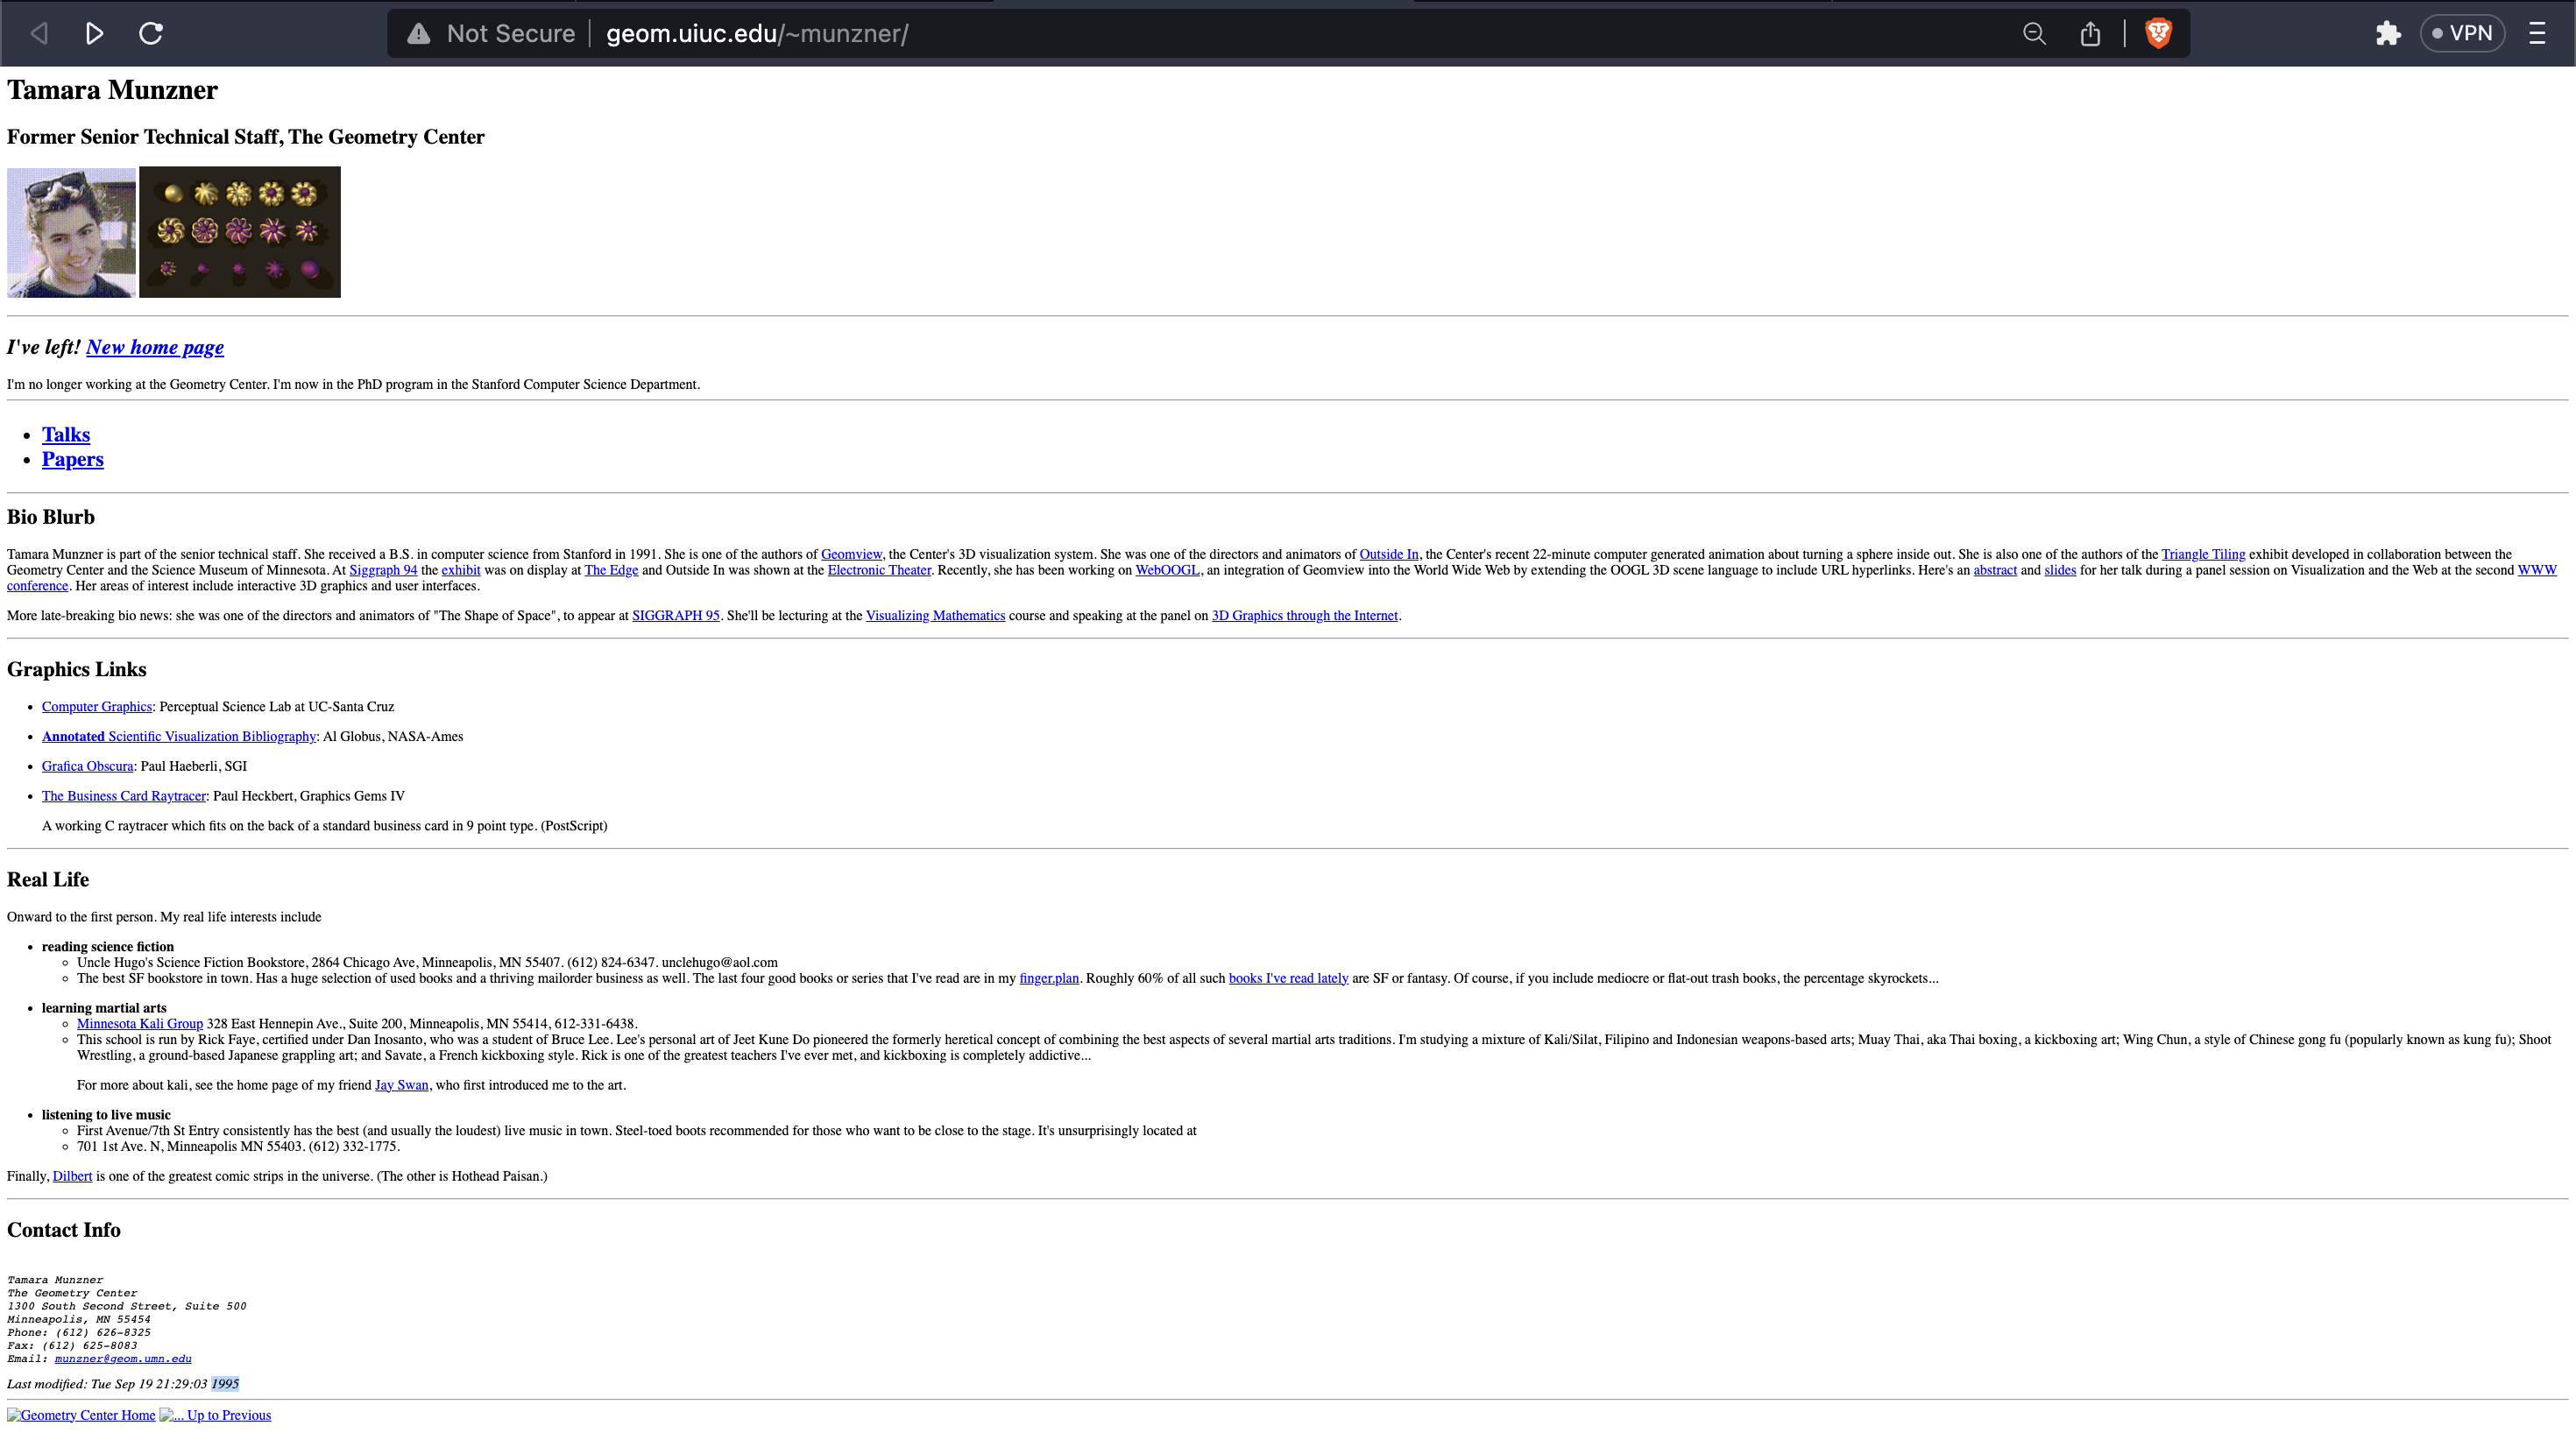 Not Secure
geom.uiuc.edu/~munzner/
VPN
Tamara Munzner
Former Senior Technical Staff, The Geometry Center
I've left! New home page
I'm no longer working at the Geometry Center. I'm now in the PhD program in the Stanford Computer Science Department.
Talks
Papers
Bio Blurb
Tamara Munzner is part of the senior technical staff. She received a B.S. in computer science from Stanford in 1991. She is one of the authors of Geomview, the Center's 3D visualization system. She was one of the directors and animators of Outside In, the Center's recent 22-minute computer generated animation about turning a sphere inside out. She is also one of the authors of the Triangle Tiling exhibit developed in collaboration between the
Geometry Center and the Science Museum of Minnesota. At Siggraph 94 the exhibit was on display at The Edge and Outside In was shown at the Electronic Theater. Recently, she has been working on WebOOGL, an integration of Geomview into the World Wide Web by extending the OOGL 3D scene language to include URL hyperlinks. Here's an abstract and slides for her talk during a panel session on Visualization and the Web at the second WWW
conference. Her areas of interest include interactive 3D graphics and user interfaces.
More late-breaking bio news: she was one of the directors and animators of "The Shape of Space", to appear at SIGGRAPH 95. She'll be lecturing at the Visualizing Mathematics course and speaking at the panel on 3D Graphics through the Internet.
Graphics Links
Computer Graphics: Perceptual Science Lab at UC-Santa Cruz
Annotated Scientific Visualization Bibliography: Al Globus, NASA-Ames
Grafica Obscura: Paul Haeberli, SGI
The Business Card Raytracer: Paul Heckbert, Graphics Gems IV
A working C raytracer which fits on the back of a standard business card in 9 point type. (PostScript)
Real Life
Onward to the first person. My real life interests include
reading science fiction
Uncle Hugo's Science Fiction Bookstore, 2864 Chicago Ave, Minneapolis, MN 55407. (612) 824-6347. unclehugo@aol.com
The best SF bookstore in town. Has a huge selection of used books and a thriving mailorder business as well. The last four good books or series that I've read are in my finger.plan. Roughly 60% of all such books I've read lately are SF or fantasy. Of course, if you include mediocre or flat-out trash books, the percentage skyrockets...
learning martial arts
Minnesota Kali Group 328 East Hennepin Ave., Suite 200, Minneapolis, MN 55414, 612-331-6438.
This school is run by Rick Faye, certified under Dan Inosanto, who was a student of Bruce Lee. Lee's personal art of Jeet Kune Do pioneered the formerly heretical concept of combining the best aspects of several martial arts traditions. I'm studying a mixture of Kali/Silat, Filipino and Indonesian weapons-based arts; Muay Thai, aka Thai boxing, a kickboxing art; Wing Chun, a style of Chinese gong fu (popularly known as kung fu); Shoot
Wrestling, a ground-based Japanese grappling art; and Savate, a French kickboxing style. Rick is one of the greatest teachers I've ever met, and kickboxing is completely addictive...
For more about kali, see the home page of my friend Jay Swan, who first introduced me to the art.
listening to live music
First Avenue/7th St Entry consistently has the best (and usually the loudest) live music in town. Steel-toed boots recommended for those who want to be close to the stage. It's unsurprisingly located at
701 1st Ave. N, Minneapolis MN 55403. (612) 332-1775.
Finally, Dilbert is one of the greatest comic strips in the universe. (The other is Hothead Paisan.)
Contact Info
Tamara Munzner
The Geometry Center
1300 South Second Street, Suite 500
Minneapolis, MN 55454
Phone: (612) 626-8325
Fax: (612) 625-8083
Email: munzner@geom.umn.edu
Last modified: Tue Sep 19 21:29:03 1995
Geometry Center Home ... Up to Previous